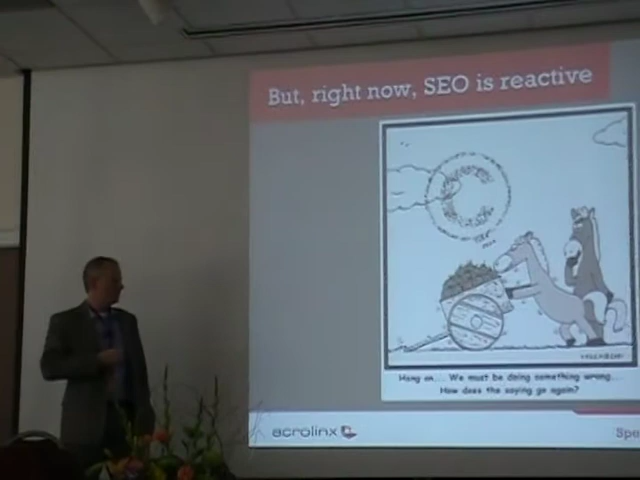 But, right now, SEO is reactive
Hang on.... We must be doing something wrong....
How does the saying go again?
acrolinx
Spe